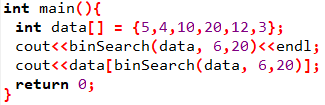 int main(){
int data[] = {5,4,10,20,12,3};
cout<<binSearch(data, 6,20)<<endl;
cout<<data[binSearch(data, 6,20)];
return 0;
}